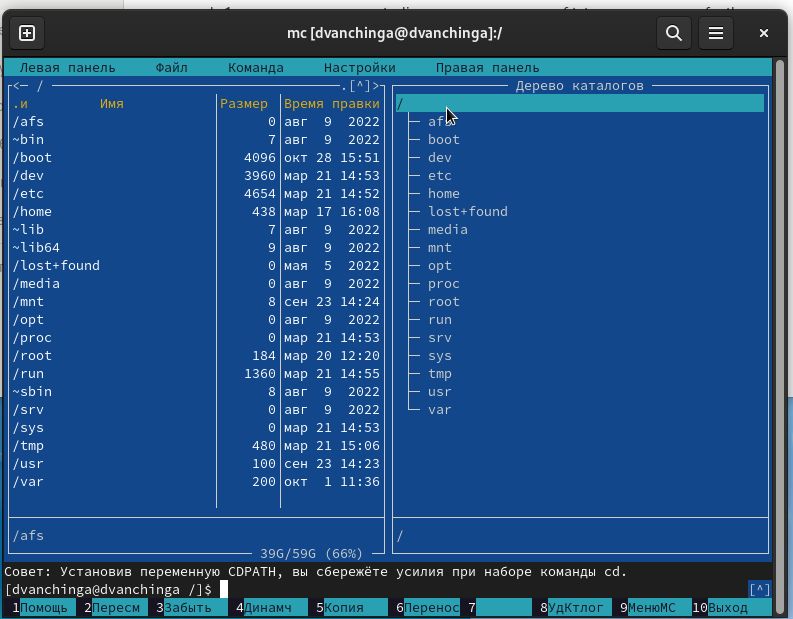 mc [dvanchinga@dvanchinga]:/
Левая панель Файл Команда Настройки Правая панель
<─ / .[^]>
.и Имя Размер Время правки
/afs 0 авг 9 2022
~bin 7 авг 9 2022
/boot 4096 окт 28 15:51
/dev 3960 мар 21 14:53
/etc 4654 мар 21 14:52
/home 438 мар 17 16:08
~lib 7 авг 9 2022
~lib64 9 авг 9 2022
/lost+found 0 мая 5 2022
/media 0 авг 9 2022
/mnt 8 сен 23 14:24
/opt 0 авг 9 2022
/proc 0 мар 21 14:53
/root 184 мар 20 12:20
/run 1360 мар 21 14:55
~sbin 8 авг 9 2022
/srv 0 авг 9 2022
/sys 0 мар 21 14:53
/tmp 480 мар 21 15:06
/usr 100 сен 23 14:23
/var 200 окт 1 11:36
/afs
39G/59G (66%)
Дерево каталогов
/
afs
boot
dev
etc
home
lost+found
media
mnt
opt
proc
root
run
srv
sys
tmp
usr
var
/
Совет: Установив переменную CDPATH, вы сбережёте усилия при наборе команды cd.
[dvanchinga@dvanchinga /]$ [^]
1Помощь 2Пересм 3Забыть 4Динамч 5Копия 6Перенос 7 8УдКтлог 9МенюМС 10Выход